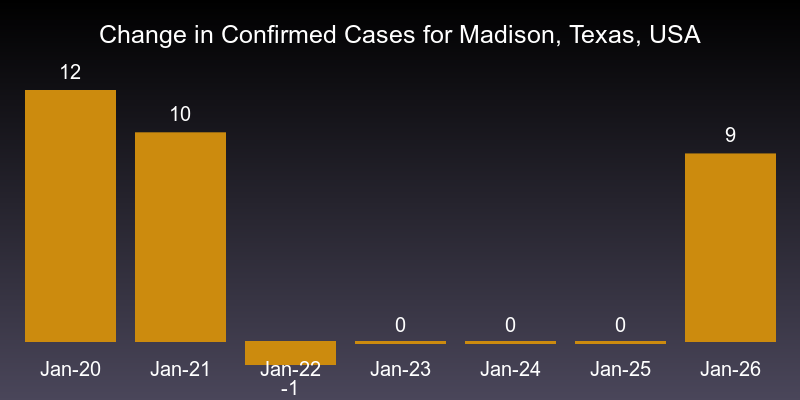 Change in Confirmed Cases for Madison, Texas, USA
12
10
9
0
0
0
Jan-20
Jan-21
Jan-22
Jan-23
Jan-24
Jan-25
Jan-26
-1